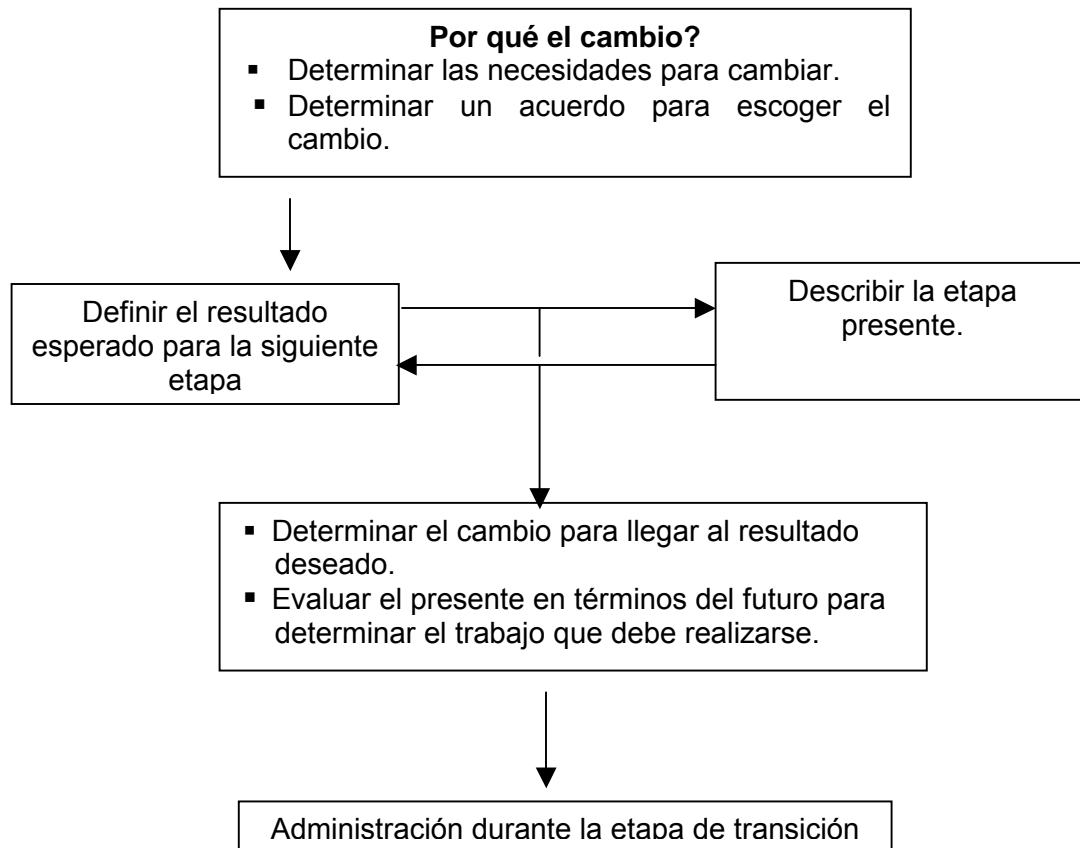 Por qué el cambio?
▪ Determinar las necesidades para cambiar.
▪ Determinar un acuerdo para escoger el
cambio.
Definir el resultado
esperado para la siguiente
etapa
Describir la etapa
presente.
▪ Determinar el cambio para llegar al resultado
deseado.
▪ Evaluar el presente en términos del futuro para
determinar el trabajo que debe realizarse.
Administración durante la etapa de transición